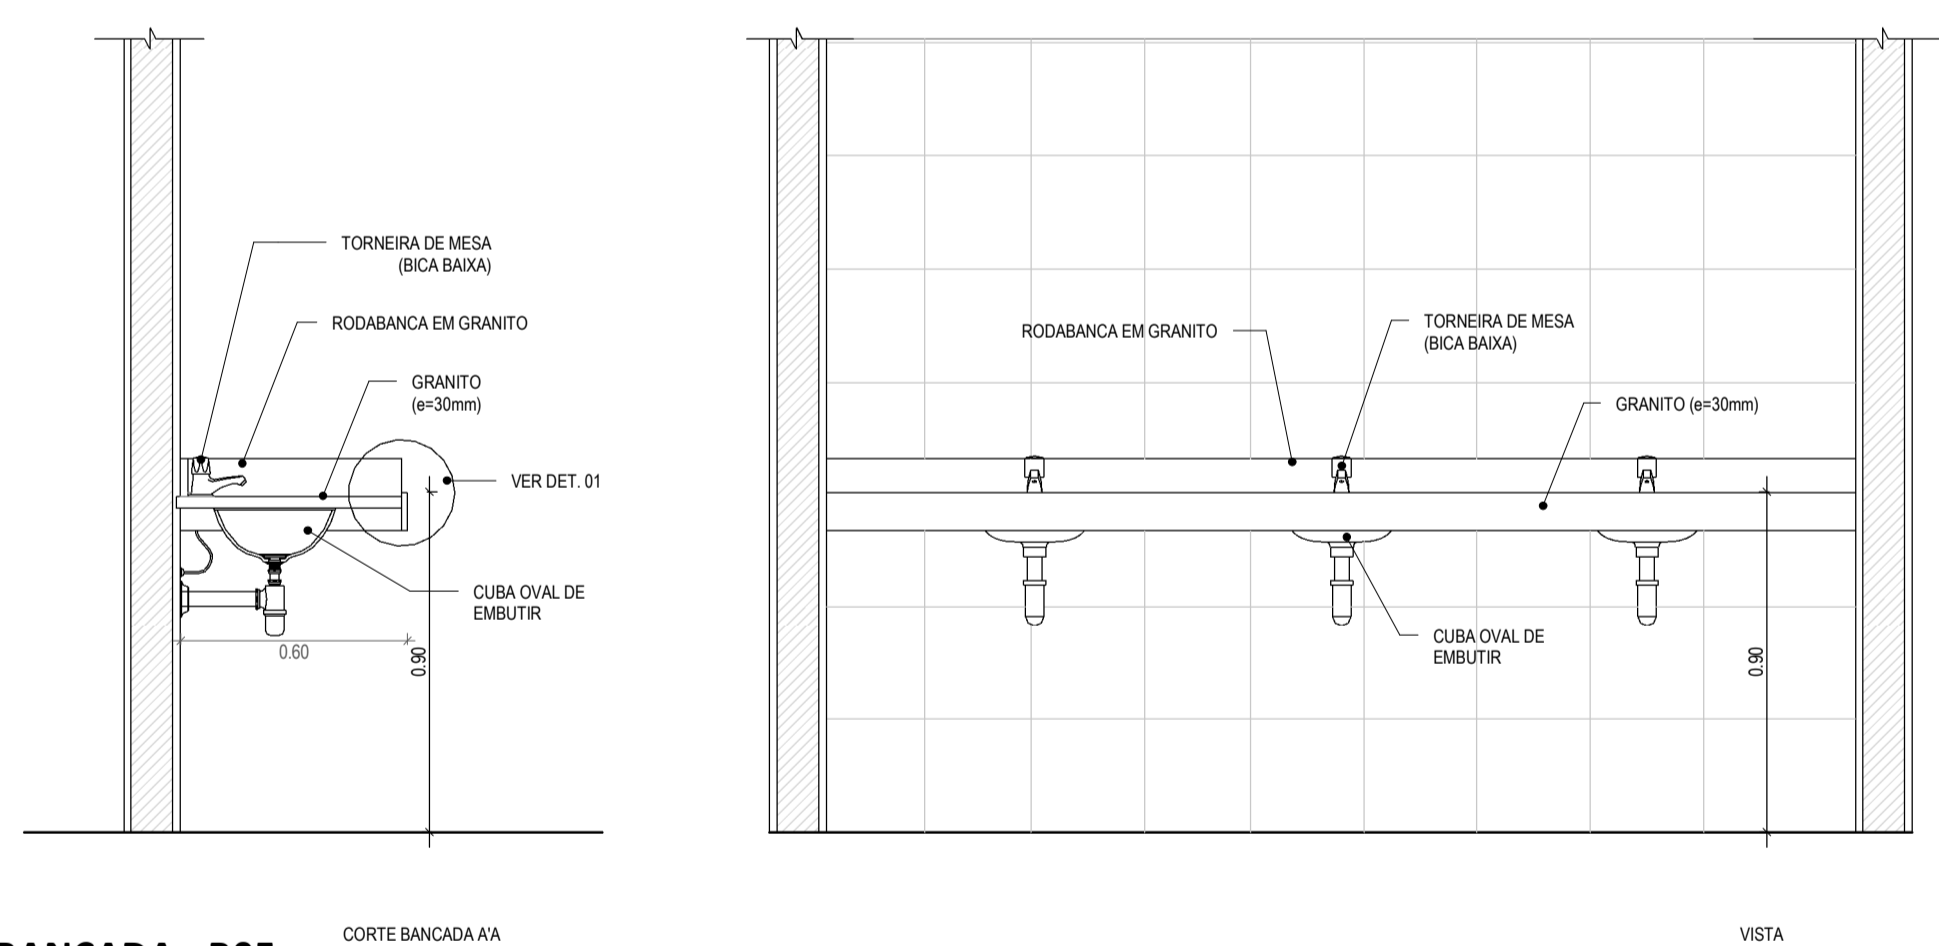 TORNEIRA DE MESA
(BICA BAIXA)
RODABANCA EM GRANITO
GRANITO
(e=30mm)
VER DET. 01
CUBA OVAL DE
EMBUTIR
0.60
0.90
CORTE BANCADA A'A
RODABANCA EM GRANITO
TORNEIRA DE MESA
(BICA BAIXA)
GRANITO (e=30mm)
CUBA OVAL DE
EMBUTIR
0.90
VISTA